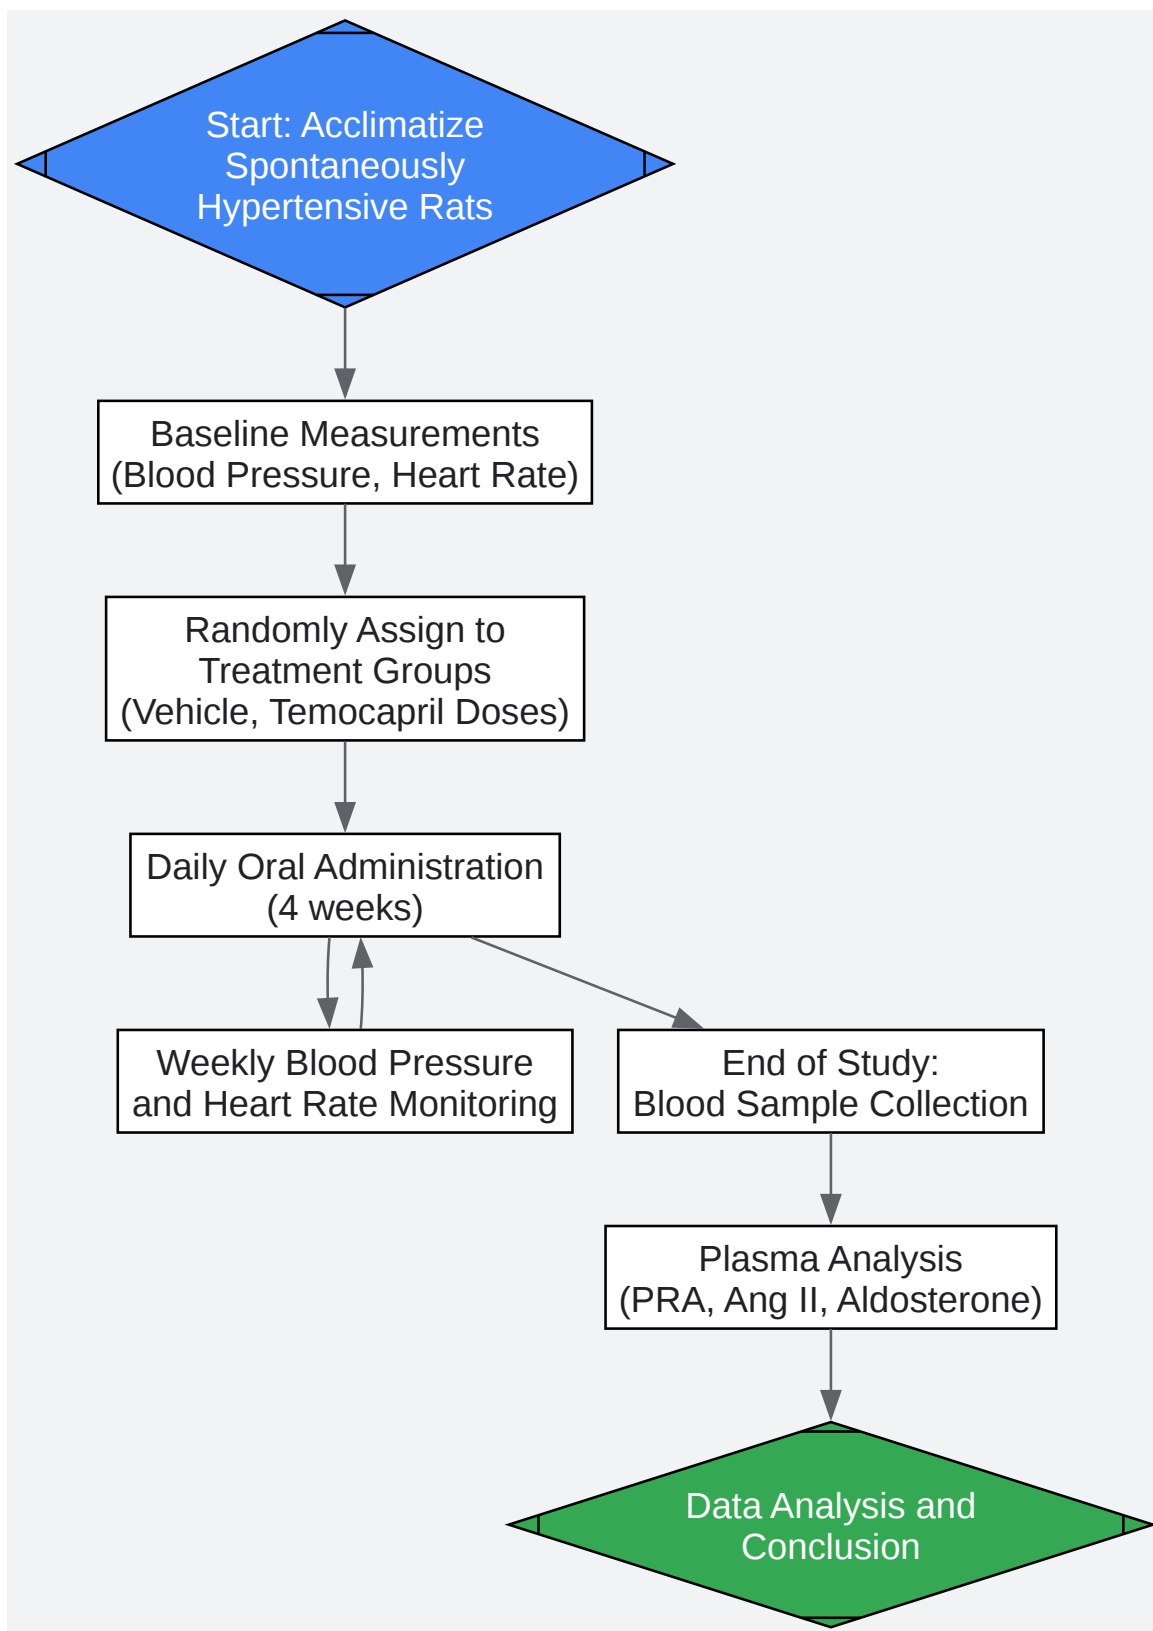 Start: Acclimatize
Spontaneously
Hypertensive Rats
Baseline Measurements
(Blood Pressure, Heart Rate)
Randomly Assign to
Treatment Groups
(Vehicle, Temocapril Doses)
Daily Oral Administration
(4 weeks)
Weekly Blood Pressure
and Heart Rate Monitoring
End of Study:
Blood Sample Collection
Plasma Analysis
(PRA, Ang II, Aldosterone)
Data Analysis and
Conclusion